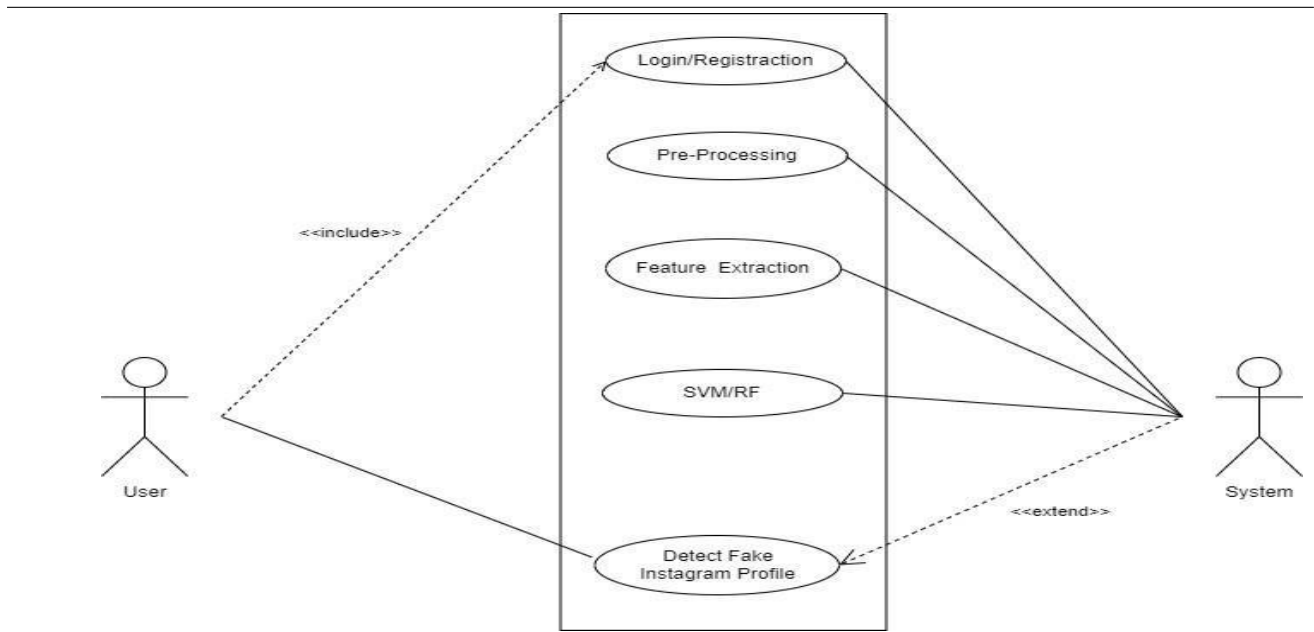 Login/Registraction
Pre-Processing
<<include>>
Feature Extraction
SVM/RF
User
System
<<extend>>
Detect Fake
Instagram Profile